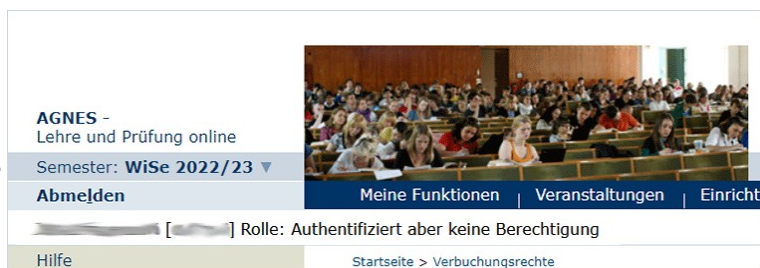 AGNES -
Lehre und Prüfung online
Semester: WiSe 2022/23 ▼
Abmelden
Meine Funktionen | Veranstaltungen | Einricht
[ ] Rolle: Authentifiziert aber keine Berechtigung
Hilfe
Startseite > Verbuchungsrechte